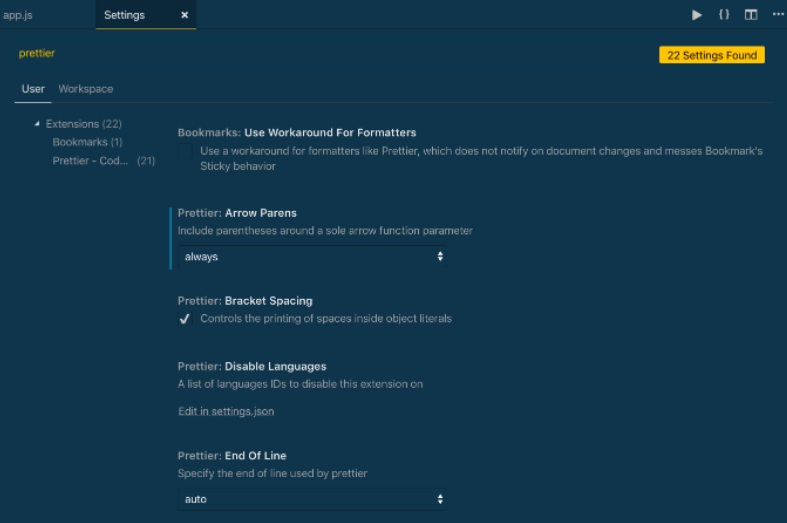 app.js Settings
prettier
22 Settings Found
User Workspace
Extensions (22)
Bookmarks (1)
Prettier - Cod... (21)
Bookmarks: Use Workaround For Formatters
Use a workaround for formatters like Prettier, which does not notify on document changes and messes Bookmark's
Sticky behavior
Prettier: Arrow Parens
Include parentheses around a sole arrow function parameter
always
Prettier: Bracket Spacing
Controls the printing of spaces inside object literals
Prettier: Disable Languages
A list of languages IDs to disable this extension on
Edit in settings.json
Prettier: End Of Line
Specify the end of line used by prettier
auto